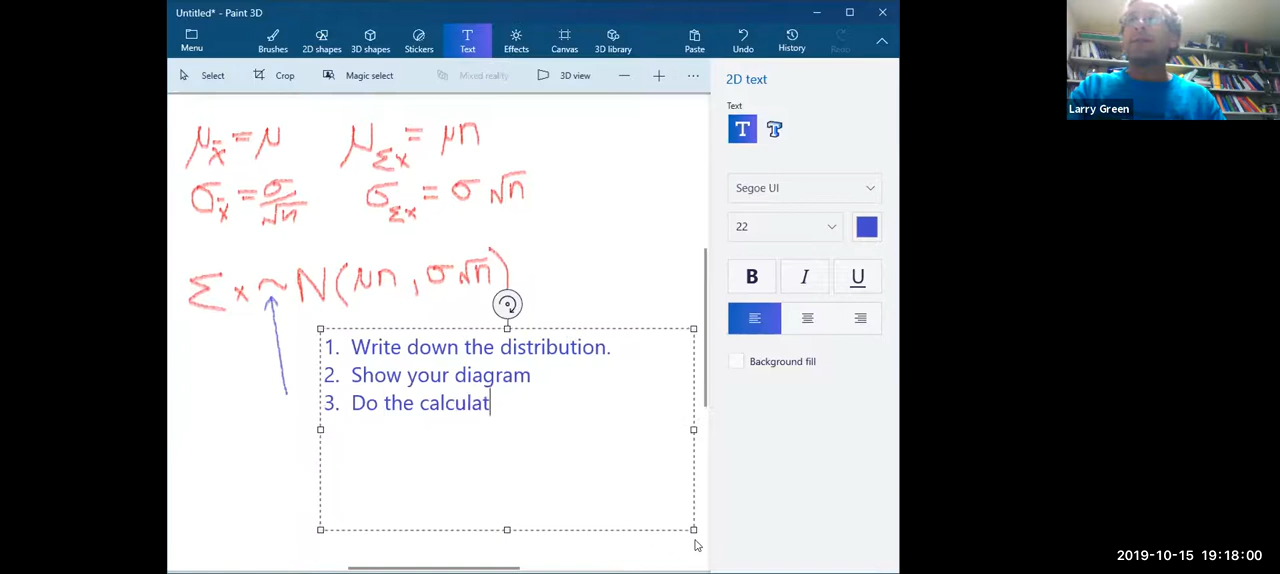 Untitled* - Paint 3D
Menu
Brushes
2D shapes
3D shapes
Stickers
Text
Effects
Canvas
3D library
Paste
Undo
History
Redo
Select
Crop
Magic select
Mixed reality
3D view
2D text
Text
Segoe UI
22
B I U
Background fill
μx̄ = μ μΣx = μn
σx̄ = σ/√n σΣx = σ√n
Σx ~ N(μn, σ√n)
1. Write down the distribution.
2. Show your diagram
3. Do the calculat
Larry Green
2019-10-15 19:18:00